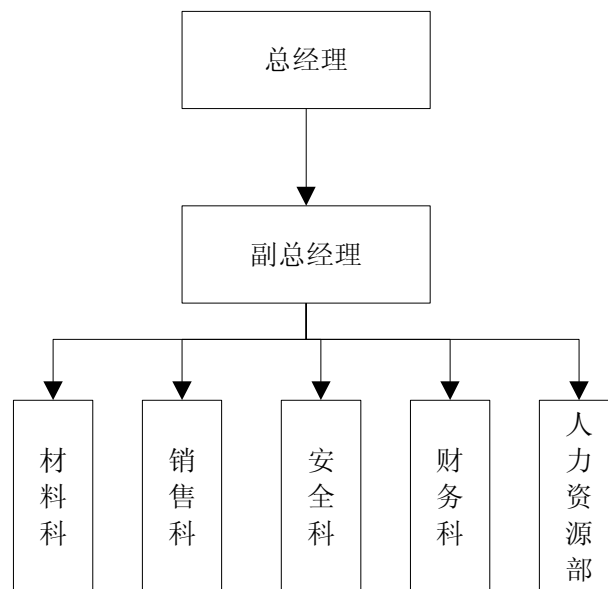 总经理
副总经理
材料科
销售科
安全科
财务科
人力资源部